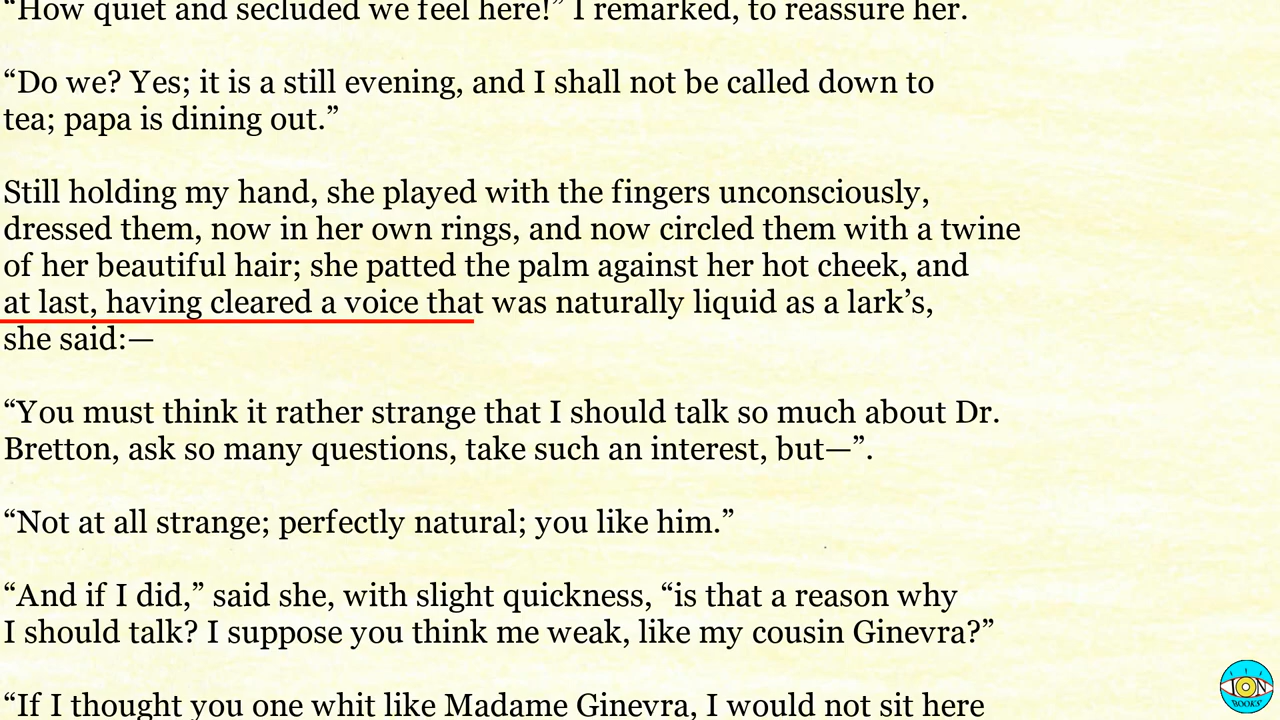 “How quiet and secluded we feel here!” I remarked, to reassure her.
“Do we? Yes; it is a still evening, and I shall not be called down to
tea; papa is dining out.”
Still holding my hand, she played with the fingers unconsciously,
dressed them, now in her own rings, and now circled them with a twine
of her beautiful hair; she patted the palm against her hot cheek, and
at last, having cleared a voice that was naturally liquid as a lark’s,
she said:—
“You must think it rather strange that I should talk so much about Dr.
Bretton, ask so many questions, take such an interest, but—”.
“Not at all strange; perfectly natural; you like him.”
“And if I did,” said she, with slight quickness, “is that a reason why
I should talk? I suppose you think me weak, like my cousin Ginevra?”
“If I thought you one whit like Madame Ginevra, I would not sit here
ION
BOOKS